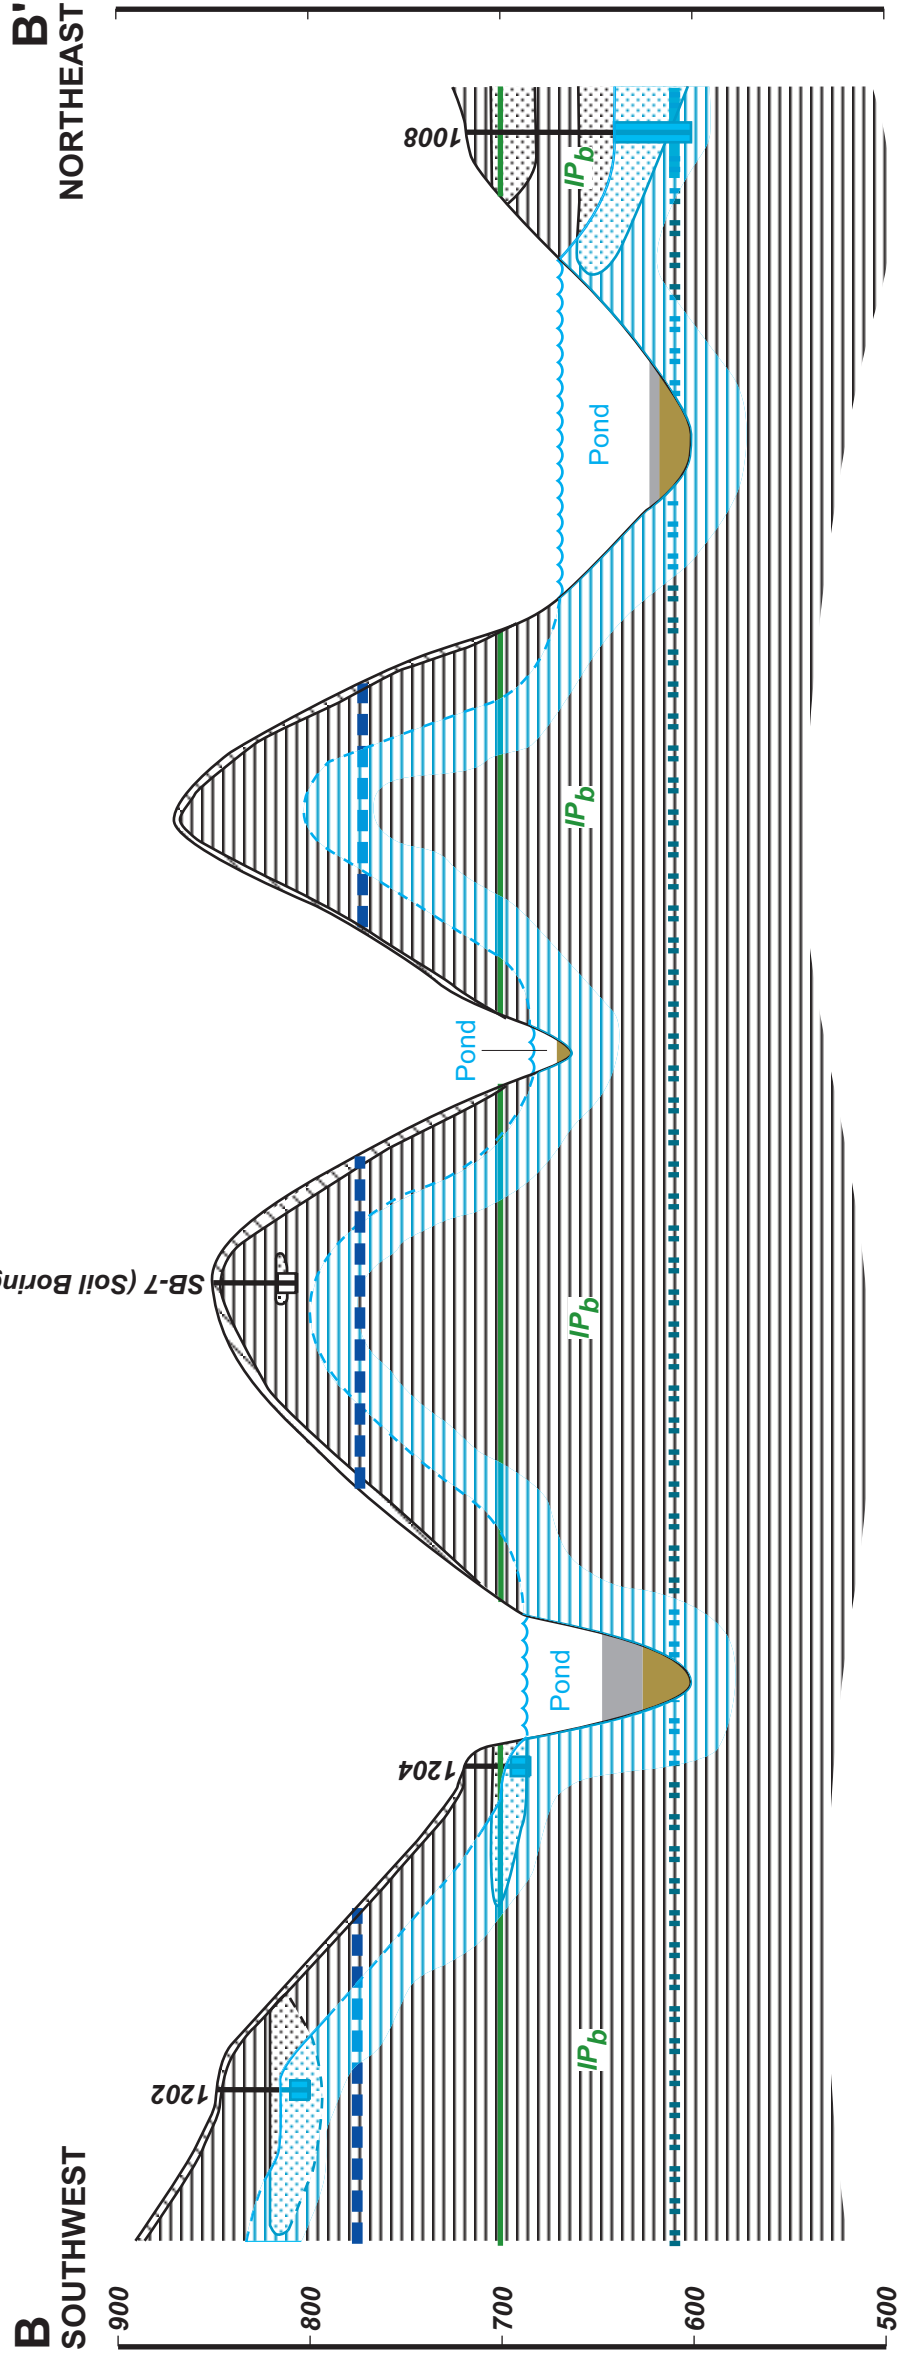 B
SOUTHWEST
B'
NORTHEAST
900
800
700
600
500
1202
1204
SB-7 (Soil Boring
1008
Pond
Pond
Pond
IPb
IPb
IPb
IPb